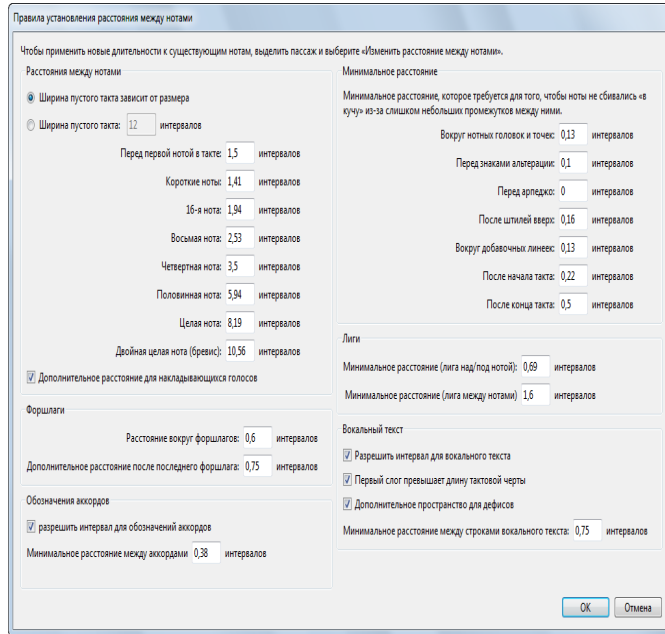 Правила установления расстояния между нотами
Чтобы применить новые длительности к существующим нотам, выделить пассаж и выберите «Изменить расстояние между нотами».
Расстояния между нотами
Ширина пустого такта зависит от размера
Ширина пустого такта: 12 интервалов
Перед первой нотой в такте: 1,5 интервалов
Короткие ноты: 1,41 интервалов
16-я нота: 1,94 интервалов
Восьмая нота: 2,53 интервалов
Четвертная нота: 3,5 интервалов
Половинная нота: 5,94 интервалов
Целая нота: 8,19 интервалов
Двойная целая нота (бревис): 10,56 интервалов
Дополнительное расстояние для накладывающихся голосов
Форшлаги
Расстояние вокруг форшлагов: 0,6 интервалов
Дополнительное расстояние после последнего форшлага: 0,75 интервалов
Обозначения аккордов
разрешить интервал для обозначений аккордов
Минимальное расстояние между аккордами 0,38 интервалов
Минимальное расстояние
Минимальное расстояние, которое требуется для того, чтобы ноты не сбивались «в
кучу» из-за слишком небольших промежутков между ними.
Вокруг нотных головок и точек: 0,13 интервалов
Перед знаками альтерации: 0,1 интервалов
Перед арпеджо: 0 интервалов
После штилей вверх: 0,16 интервалов
Вокруг добавочных линеек: 0,13 интервалов
После начала такта: 0,22 интервалов
После конца такта: 0,5 интервалов
Лиги
Минимальное расстояние (лига над/под нотой): 0,69 интервалов
Минимальное расстояние (лига между нотами) 1,6 интервалов
Вокальный текст
Разрешить интервал для вокального текста
Первый слог превышает длину тактовой черты
Дополнительное пространство для дефисов
Минимальное расстояние между строками вокального текста: 0,75 интервалов
ОК
Отмена